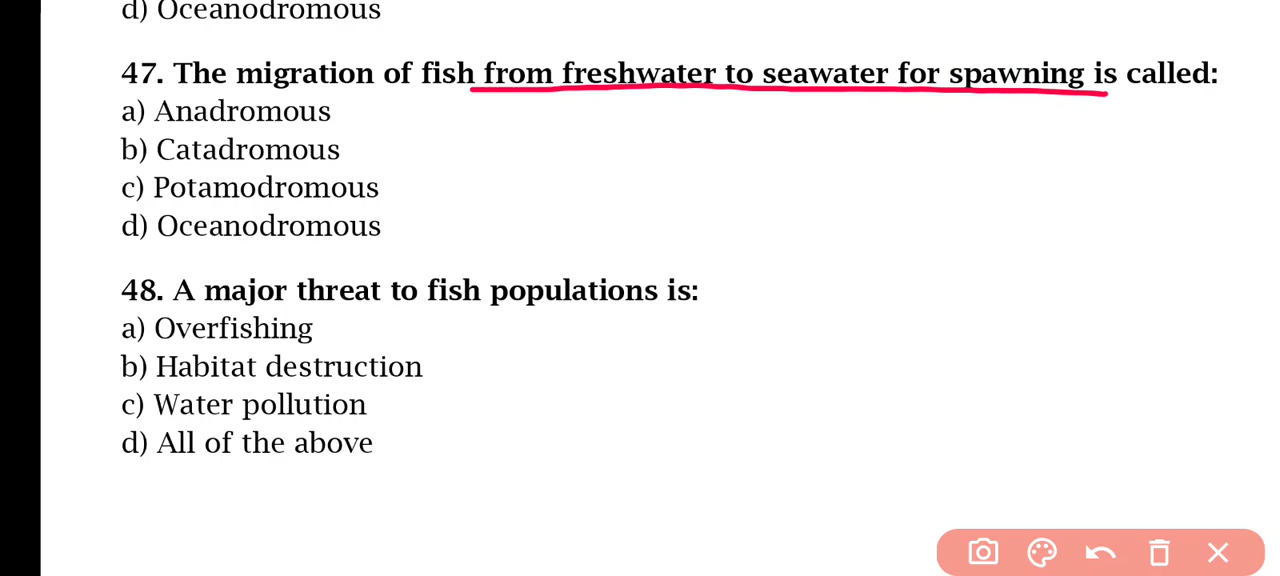 d) Oceanodromous
47. The migration of fish from freshwater to seawater for spawning is called:
a) Anadromous
b) Catadromous
c) Potamodromous
d) Oceanodromous
48. A major threat to fish populations is:
a) Overfishing
b) Habitat destruction
c) Water pollution
d) All of the above